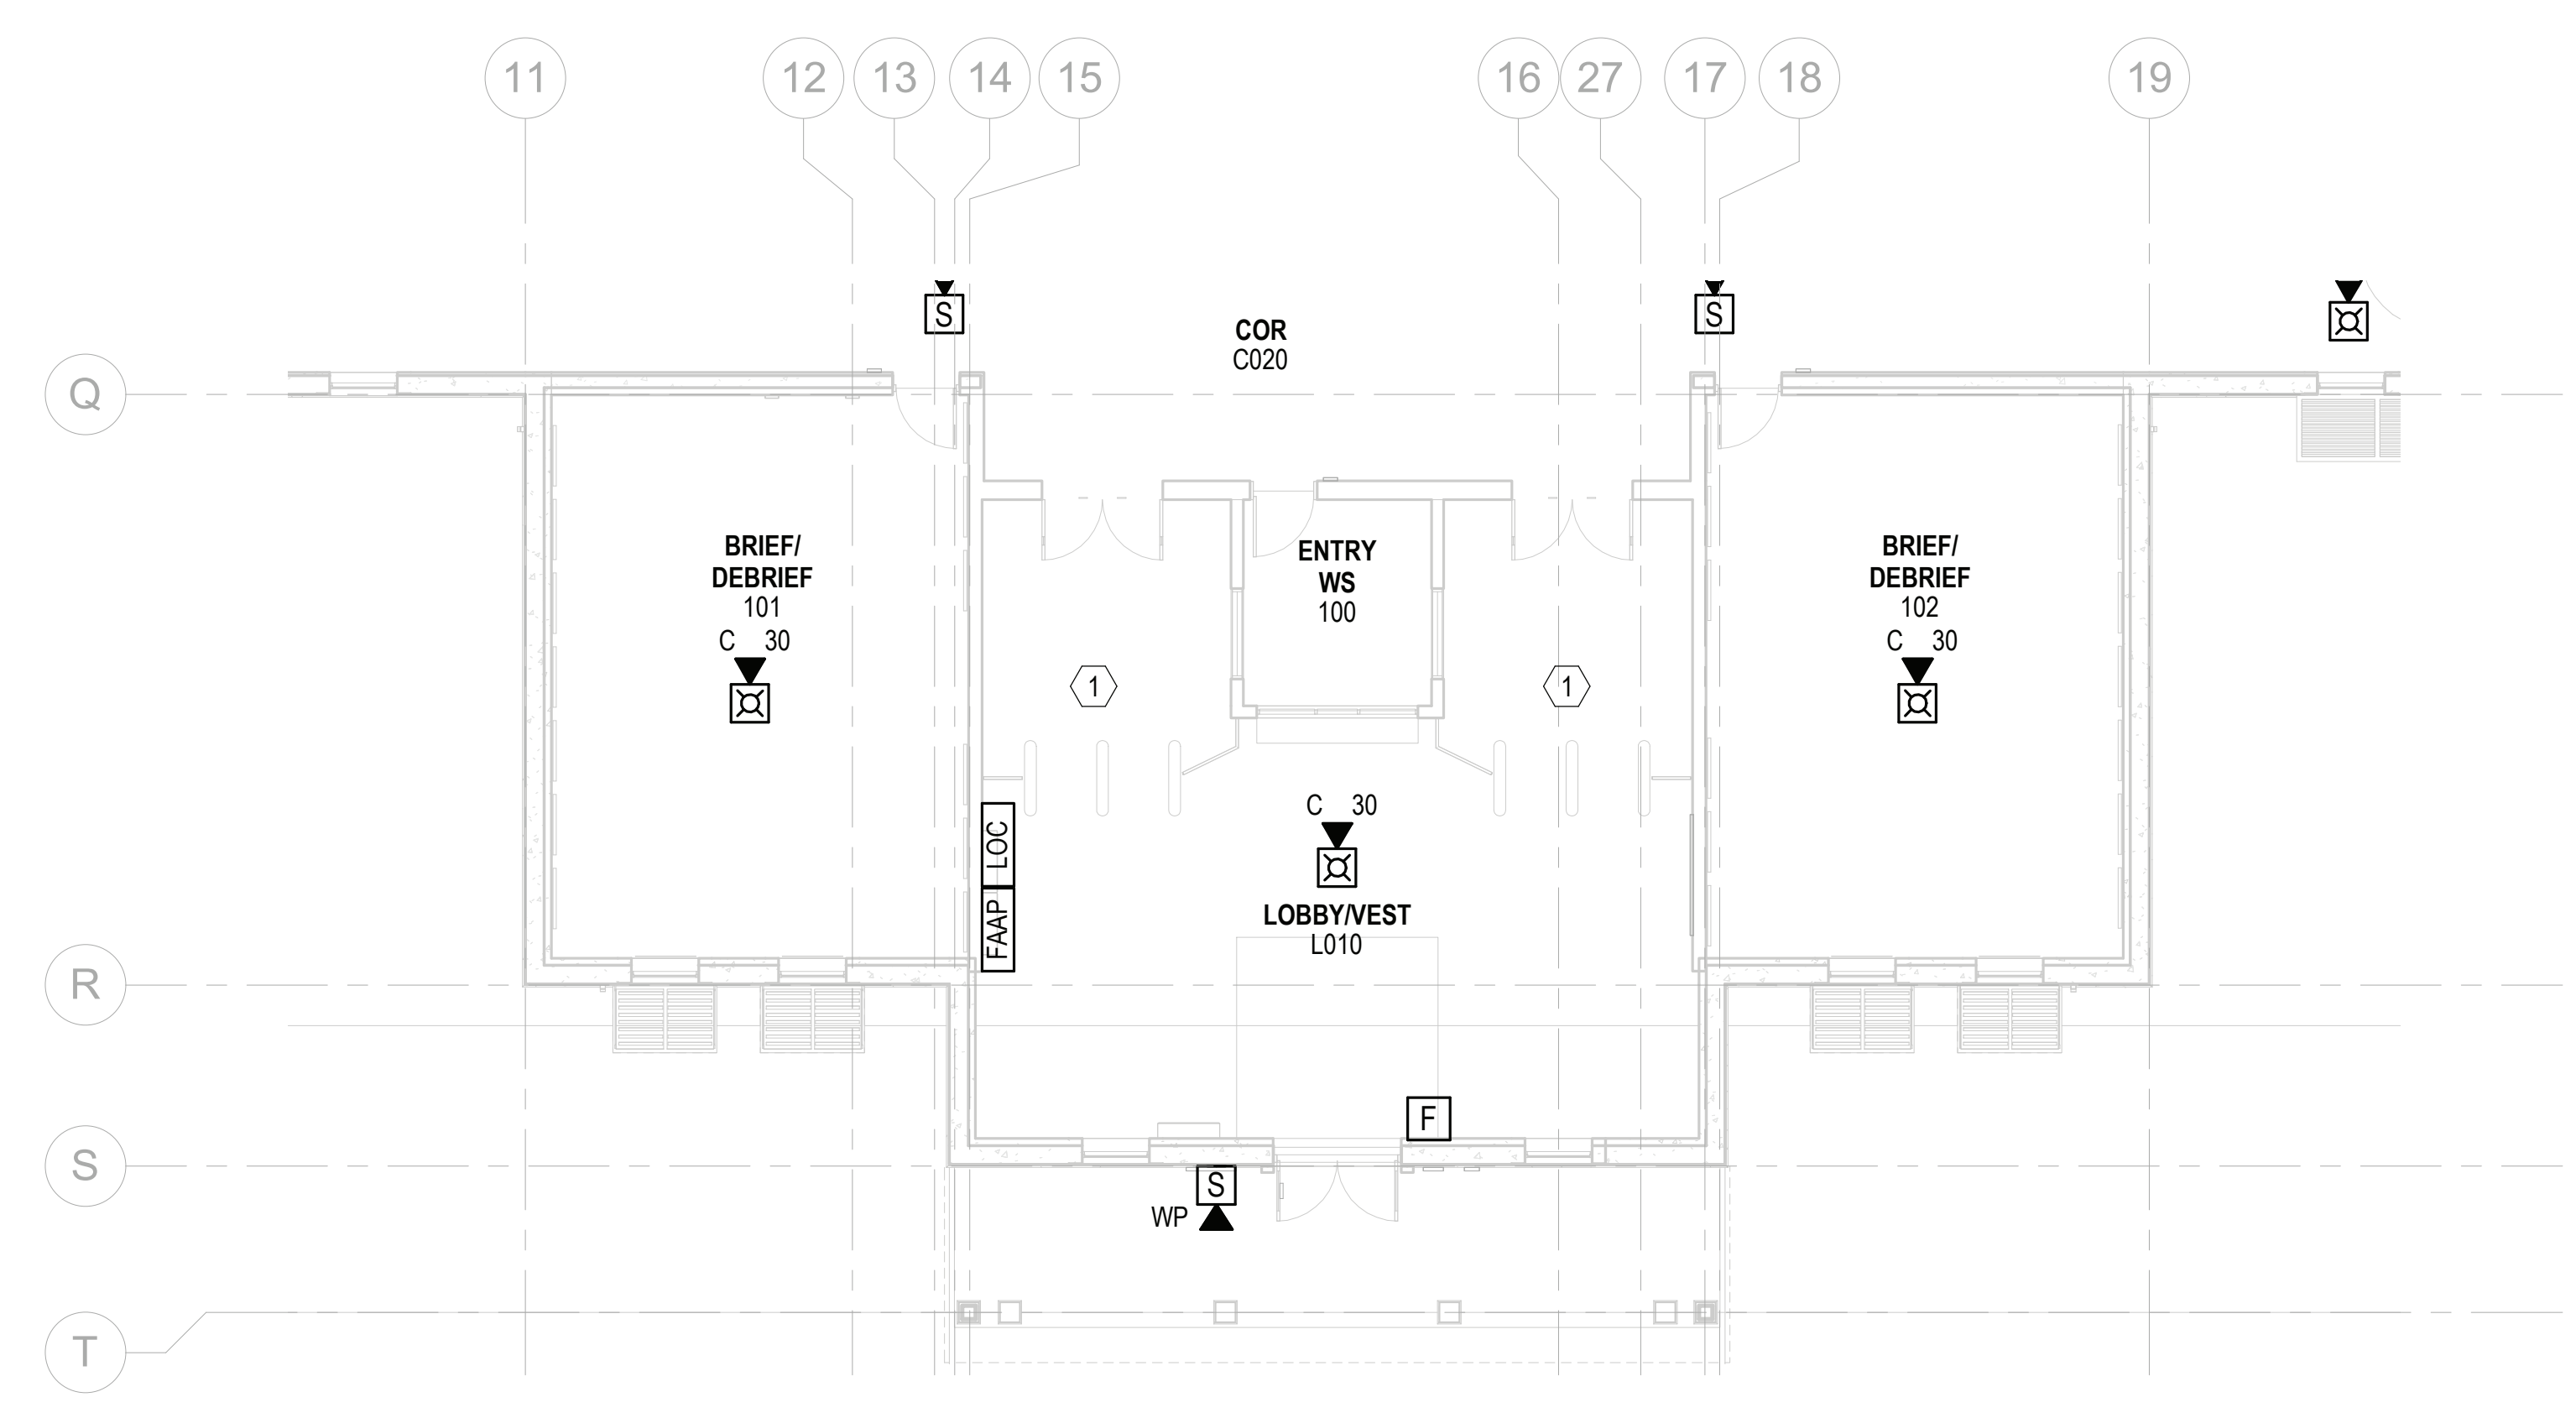 11 12 13 14 15 16 27 17 18 19
S S
COR
C020
Q
BRIEF/
DEBRIEF
101
C 30
ENTRY
WS
100
BRIEF/
DEBRIEF
102
C 30
1 1
C 30
LOC
FAAP
LOBBY/VEST
L010
R
F
S
S
WP
T